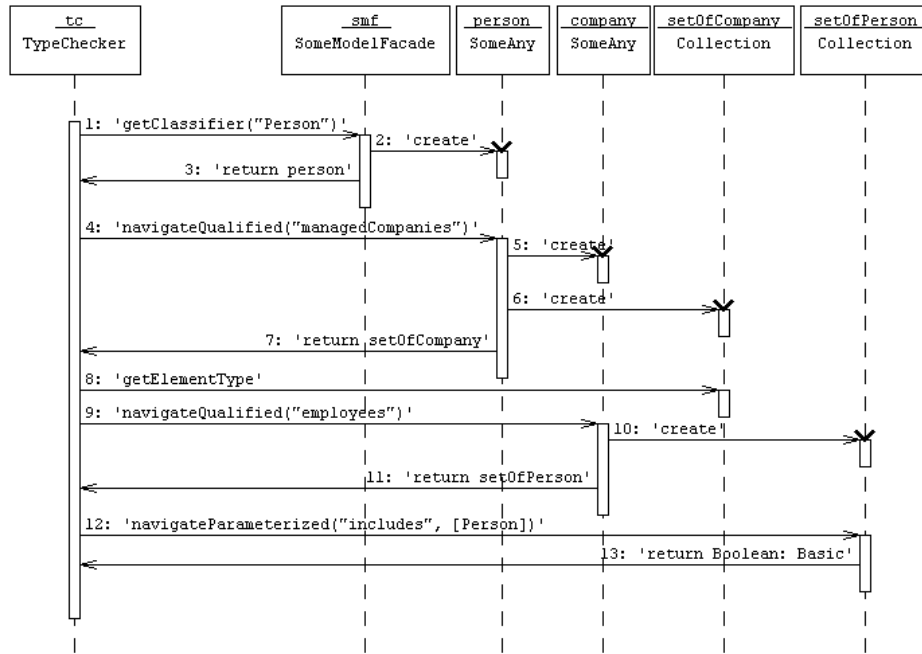 tc
TypeChecker
smf
SomeModelFacade
person
SomeAny
company
SomeAny
setOfCompany
Collection
setOfPerson
Collection
1: 'getClassifier("Person")'
2: 'create'
3: 'return person'
4: 'navigateQualified("managedCompanies")'
5: 'create'
6: 'create'
7: 'return setOfCompany'
8: 'getElementType'
9: 'navigateQualified("employees")'
10: 'create'
11: 'return setOfPerson'
12: 'navigateParameterized("includes", [Person])'
13: 'return Boolean: Basic'